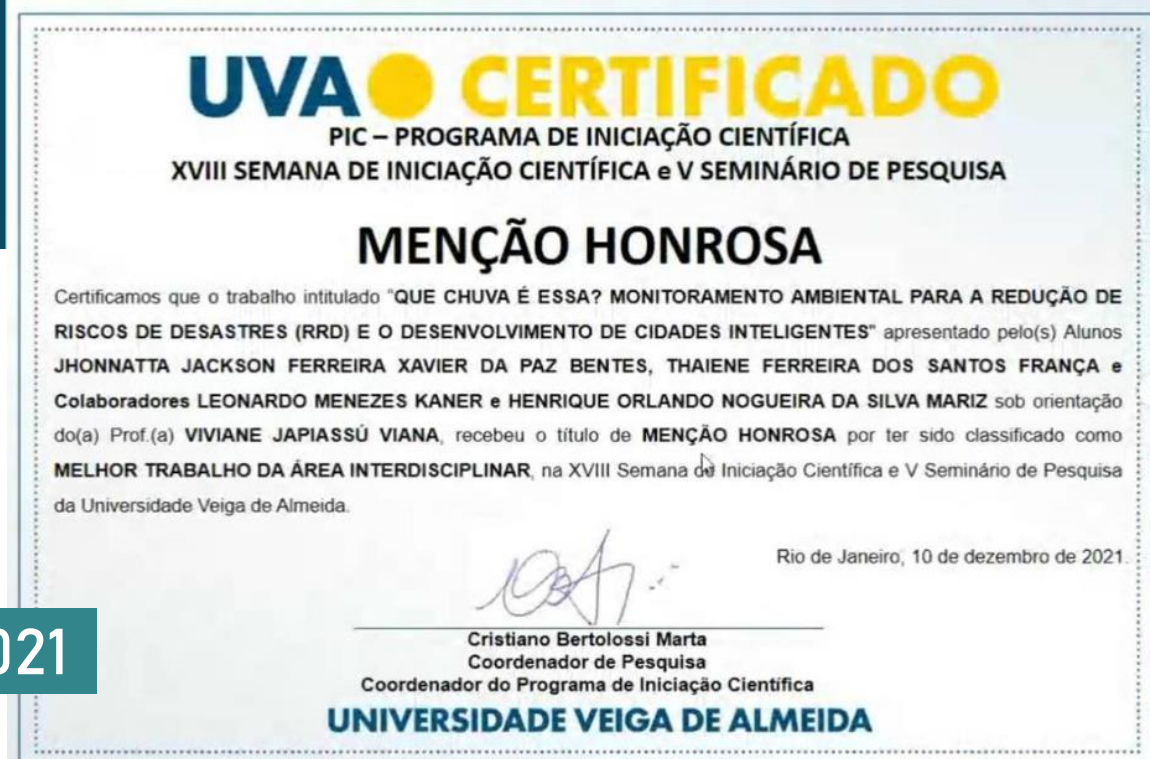 UVA CERTIFICADO
PIC – PROGRAMA DE INICIAÇÃO CIENTÍFICA
XVIII SEMANA DE INICIAÇÃO CIENTÍFICA e V SEMINÁRIO DE PESQUISA
MENÇÃO HONROSA
Certificamos que o trabalho intitulado "QUE CHUVA É ESSA? MONITORAMENTO AMBIENTAL PARA A REDUÇÃO DE
RISCOS DE DESASTRES (RRD) E O DESENVOLVIMENTO DE CIDADES INTELIGENTES" apresentado pelo(s) Alunos
JHONNATTA JACKSON FERREIRA XAVIER DA PAZ BENTES, THAIENE FERREIRA DOS SANTOS FRANÇA e
Colaboradores LEONARDO MENEZES KANER e HENRIQUE ORLANDO NOGUEIRA DA SILVA MARIZ sob orientação
do(a) Prof.(a) VIVIANE JAPIASSÚ VIANA, recebeu o título de MENÇÃO HONROSA por ter sido classificado como
MELHOR TRABALHO DA ÁREA INTERDISCIPLINAR, na XVIII Semana de Iniciação Científica e V Seminário de Pesquisa
da Universidade Veiga de Almeida.
Rio de Janeiro, 10 de dezembro de 2021.
021
Cristiano Bertolossi Marta
Coordenador de Pesquisa
Coordenador do Programa de Iniciação Científica
UNIVERSIDADE VEIGA DE ALMEIDA